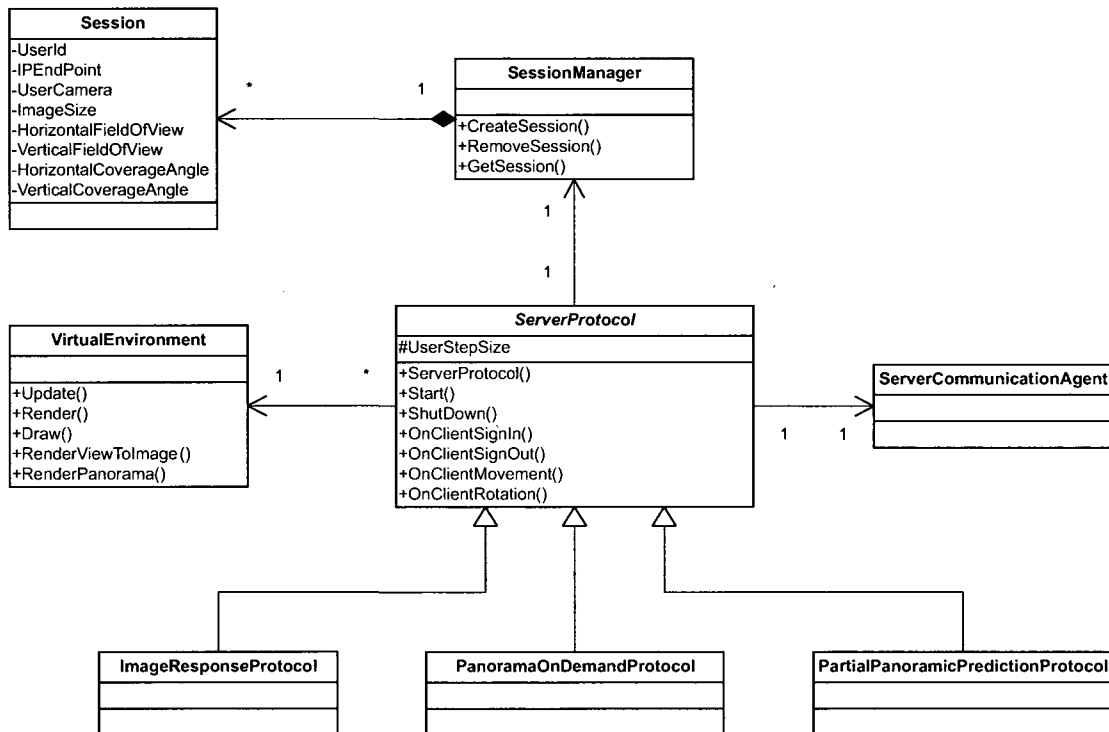 Session
-UserId
-IPEndPoint
-UserCamera
-ImageSize
-HorizontalFieldOfView
-VerticalFieldOfView
-HorizontalCoverageAngle
-VerticalCoverageAngle
*
1
SessionManager
+CreateSession()
+RemoveSession()
+GetSession()
1
1
VirtualEnvironment
+Update()
+Render()
+Draw()
+RenderViewToImage()
+RenderPanorama()
1
*
ServerProtocol
#UserStepSize
+ServerProtocol()
+Start()
+ShutDown()
+OnClientSignIn()
+OnClientSignOut()
+OnClientMovement()
+OnClientRotation()
1
1
ServerCommunicationAgent
ImageResponseProtocol
PanoramaOnDemandProtocol
PartialPanoramicPredictionProtocol